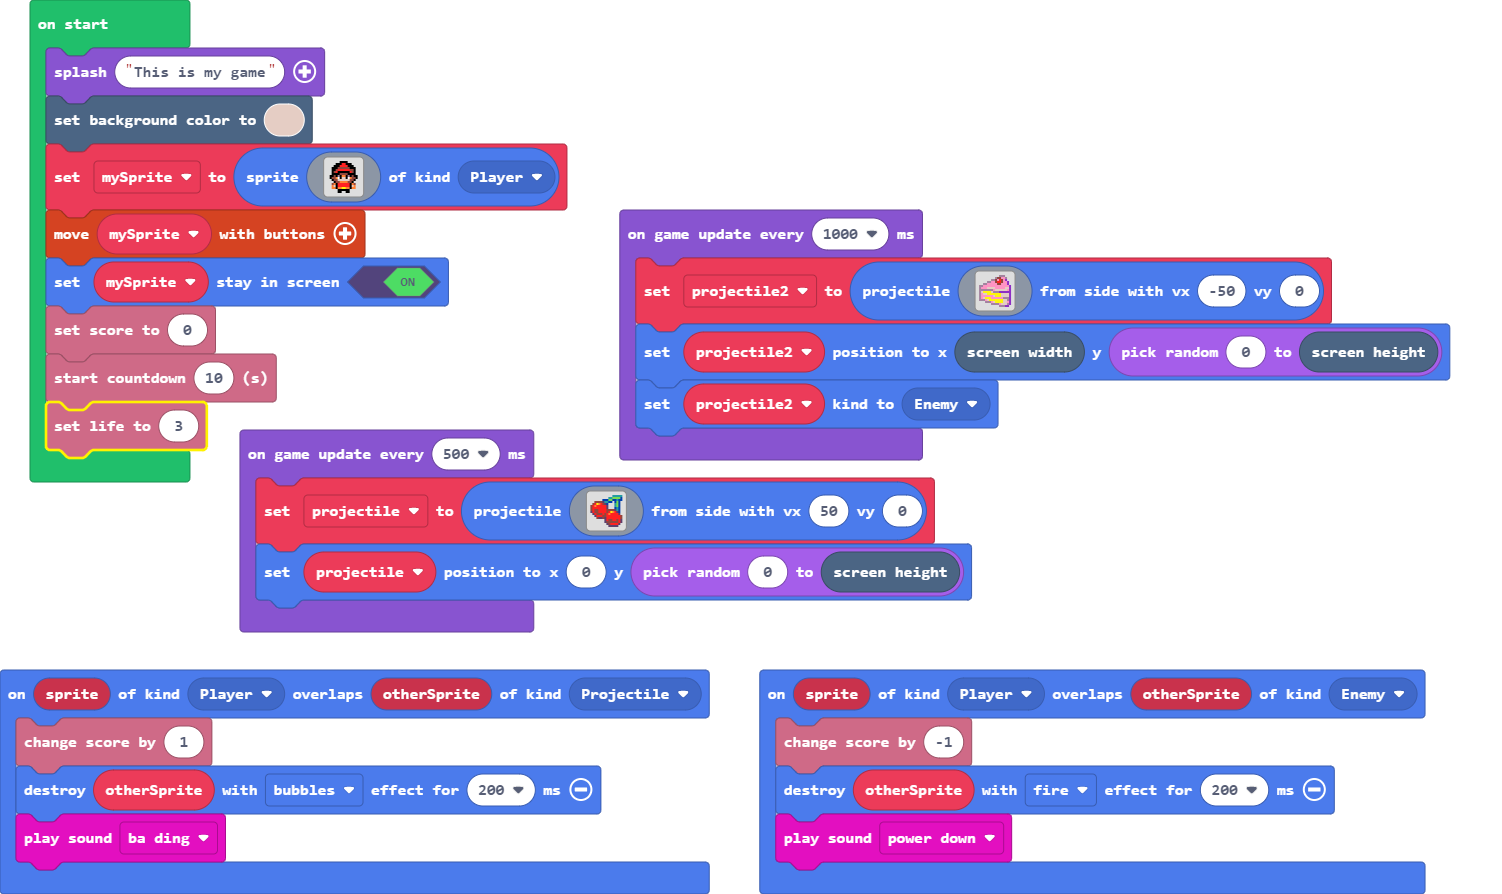 on start
splash "This is my game"
set background color to
set mySprite to sprite of kind Player
move mySprite with buttons
set mySprite stay in screen ON
set score to 0
start countdown 10 (s)
set life to 3
on game update every 500 ms
set projectile to projectile from side with vx 50 vy 0
set projectile position to x 0 y pick random 0 to screen height
on game update every 1000 ms
set projectile2 to projectile from side with vx -50 vy 0
set projectile2 position to x screen width y pick random 0 to screen height
set projectile2 kind to Enemy
on sprite of kind Player overlaps otherSprite of kind Projectile
change score by 1
destroy otherSprite with bubbles effect for 200 ms
play sound ba ding
on sprite of kind Player overlaps otherSprite of kind Enemy
change score by -1
destroy otherSprite with fire effect for 200 ms
play sound power down